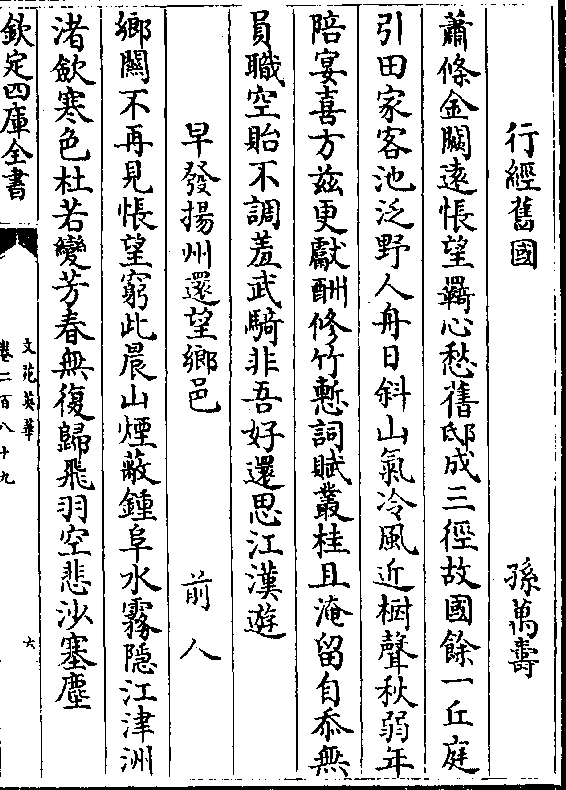 行經舊國 孫萬壽
蕭條金闕遠悵望羈心愁舊邸成三徑故國餘一丘庭
引田家客池泛野人舟日斜山氣冷風近樹聲秋弱年
陪宴喜方兹更獻酬修竹慙詞賦叢桂且淹留自忝無
員職空貽不調羞武騎非吾好還思江漢遊
早發揚州還望鄉邑 前人
鄉關不再見悵望窮此晨山煙蔽鍾阜水霧隱江津洲
渚歛寒色杜若變芳春無復歸飛羽空悲沙塞塵
欽定四庫全書
文苑英華
卷二百八十九
六